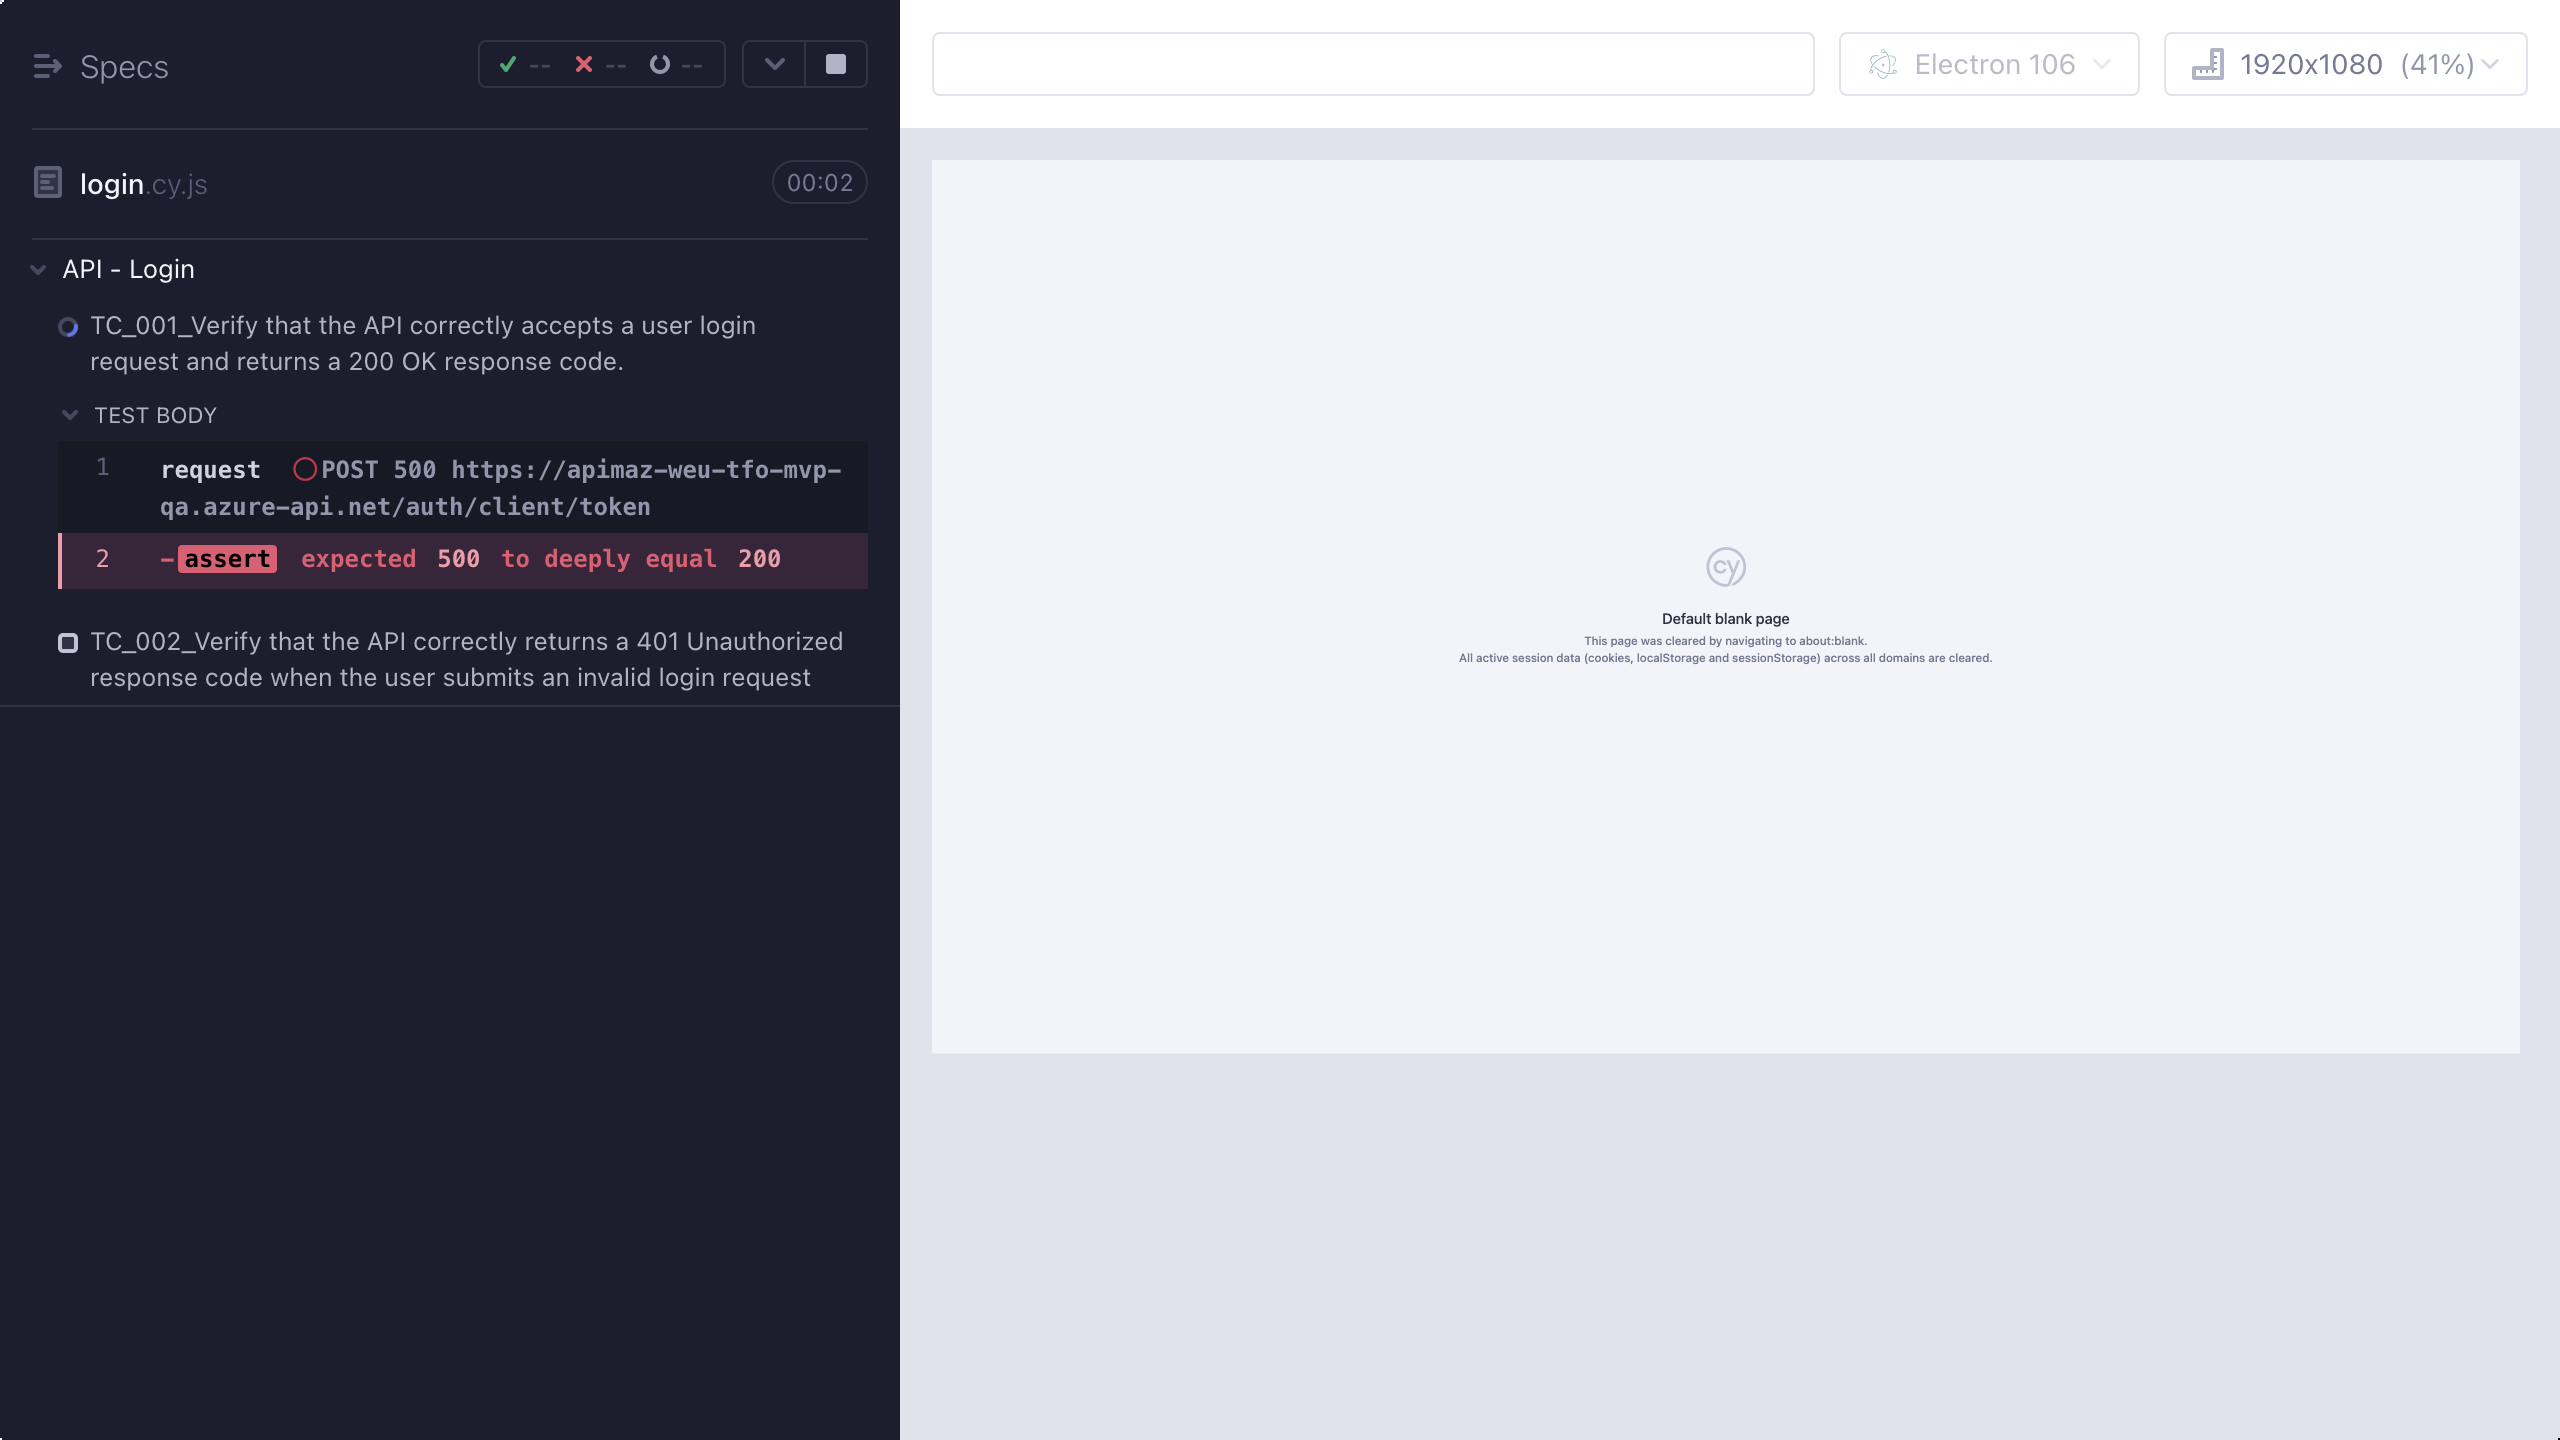 Specs
-- -- --
login.cy.js
00:02
API - Login
TC_001_Verify that the API correctly accepts a user login
request and returns a 200 OK response code.
TEST BODY
1 request POST 500 https://apimaz-weu-tfo-mvp-
qa.azure-api.net/auth/client/token
2 -assert expected 500 to deeply equal 200
TC_002_Verify that the API correctly returns a 401 Unauthorized
response code when the user submits an invalid login request
Electron 106
1920x1080 (41%)
cy
Default blank page
This page was cleared by navigating to about:blank.
All active session data (cookies, localStorage and sessionStorage) across all domains are cleared.